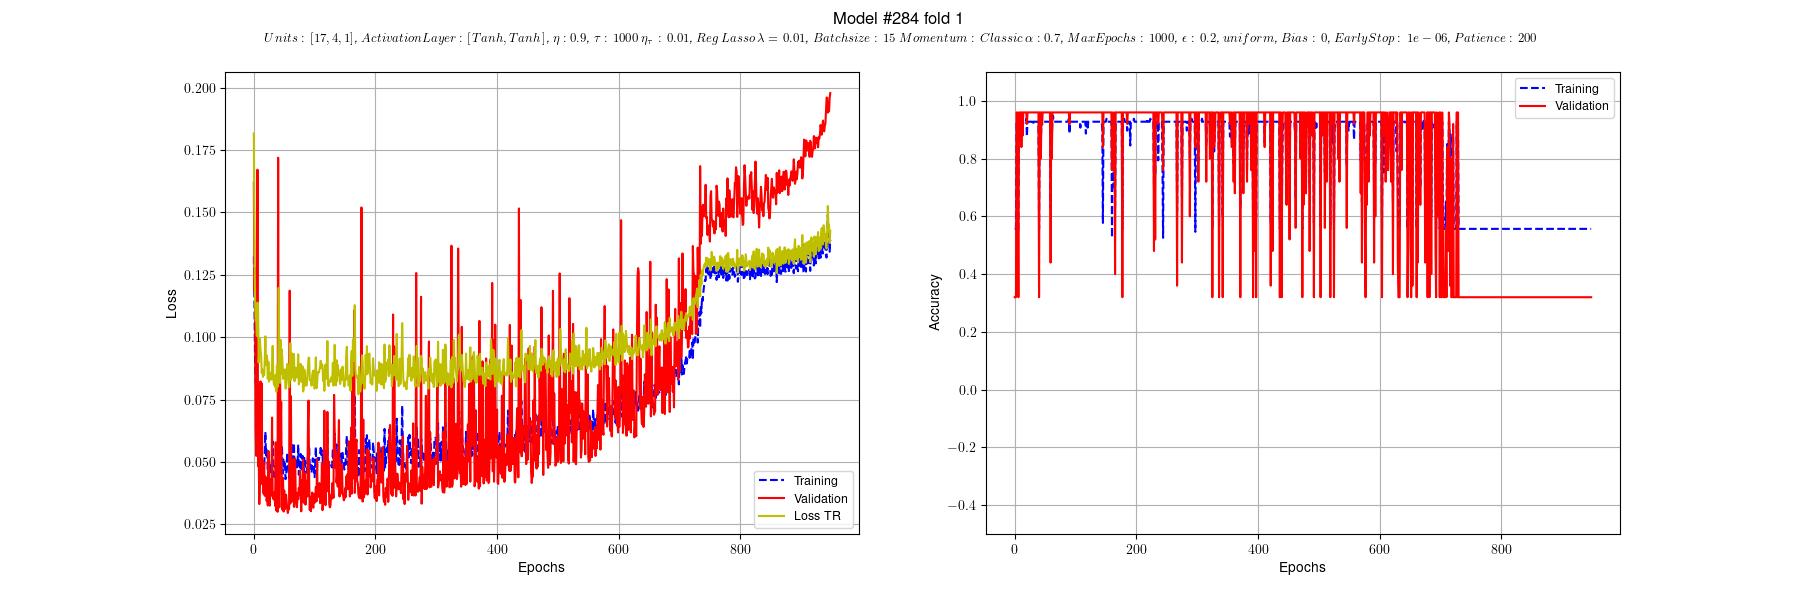 Model #284 fold 1
Units : [17, 4, 1], ActivationLayer : [Tanh, Tanh], η : 0.9, τ : 1000 ητ : 0.01, Reg Lasso λ = 0.01, Batchsize : 15 Momentum : Classic α : 0.7, MaxEpochs : 1000, ϵ : 0.2, uniform, Bias : 0, EarlyStop : 1e − 06, Patience : 200
0.200
0.175
0.150
0.125
0.100
0.075
0.050
0.025
Loss
0 200 400 600 800
Epochs
Training
Validation
Loss TR
1.0
0.8
0.6
0.4
0.2
0.0
−0.2
−0.4
Accuracy
0 200 400 600 800
Epochs
Training
Validation